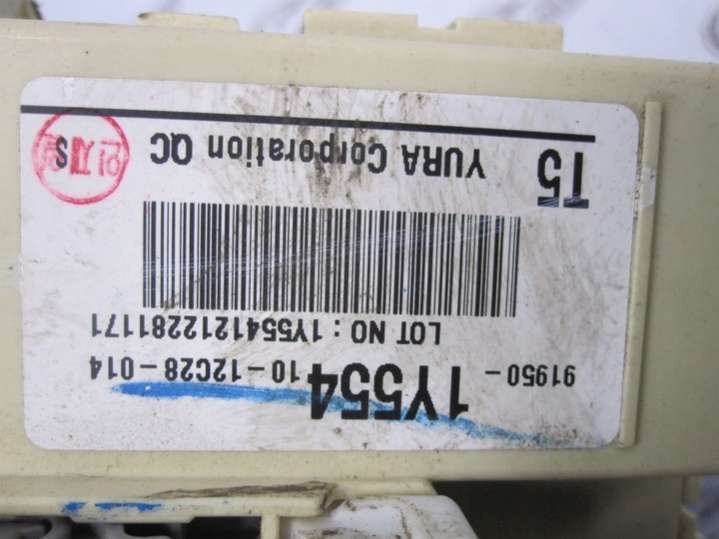 91950-1Y554 10-12C28-014
LOT NO : 1Y5541212281171
T5 YURA Corporation QC
S